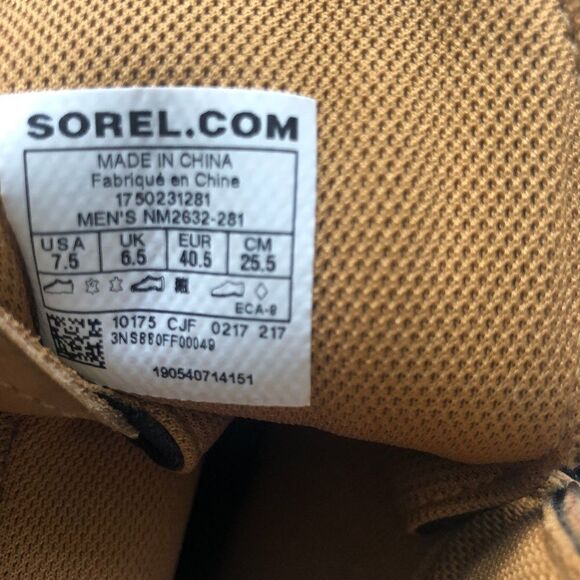 SOREL.COM
MADE IN CHINA
Fabriqué en Chine
1750231281
MEN'S NM2632-281
USA UK EUR CM
7.5 6.5 40.5 25.5
ECA-9
10175 CJF 0217 217
3NS880FF00049
190540714151